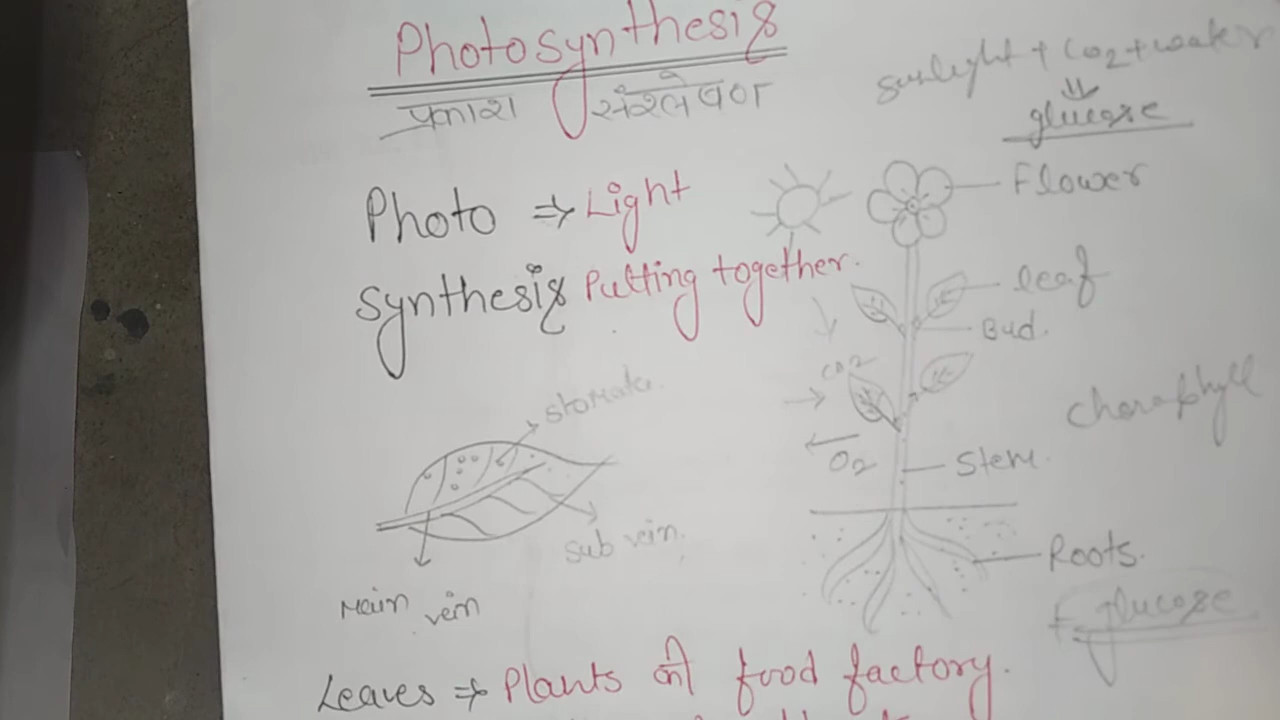 Photosynthesis
प्रकाश संश्लेषण
sunlight + CO2 + water
glucose
Photo ⇒ Light
Flower
Synthesis Putting together.
leaf
Bud.
CO2
stomata.
O2
Stem.
sub vein.
Roots.
Main vein
+ glucose
Leaves ⇒ Plants की food factory.